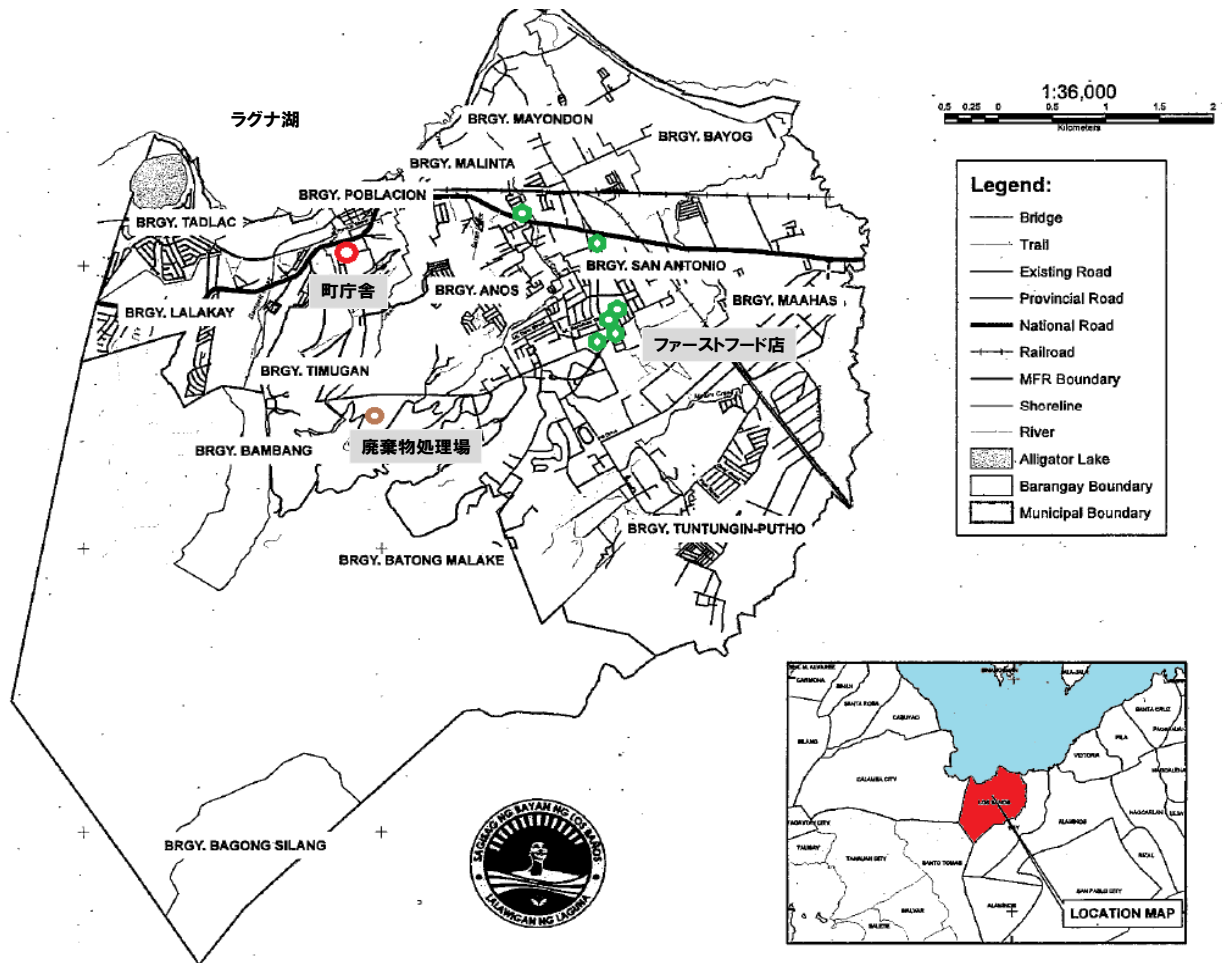 ラグナ湖
BRGY. MAYONDON
BRGY. BAYOG
BRGY. MALINTA
BRGY. POBLACION
BRGY. TADLAC
BRGY. SAN ANTONIO
町庁舎
BRGY. ANOS
BRGY. MAAHAS
BRGY. LALAKAY
ファーストフード店
BRGY. TIMUGAN
廃棄物処理場
BRGY. BAMBANG
BRGY. TUNTUNGIN-PUTHO
BRGY. BATONG MALAKE
BRGY. BAGONG SILANG
SAGISAG NG BAYAN NG LOS BAÑOS
LALAWIGAN NG LAGUNA
1:36,000
0.5 0.25 0 0.5 1 1.5 2
Kilometers
Legend:
Bridge
Trail
Existing Road
Provincial Road
National Road
Railroad
MFR Boundary
Shoreline
River
Alligator Lake
Barangay Boundary
Municipal Boundary
CARMONA
BIÑAN
SANTA ROSA
CABUYAO
SILANG
CALAMBA CITY
SANTA CRUZ
PILA
VICTORIA
MAGDALENA
LOS BAÑOS
BAY
ALAMINOS
NAGCARLAN
LILIW
TAGAYTAY CITY
TALISAY
TANAUAN CITY
SANTO TOMAS
RIZAL
SAN PABLO CITY
MALVAR
ALAMINOS
BALETE
LOCATION MAP